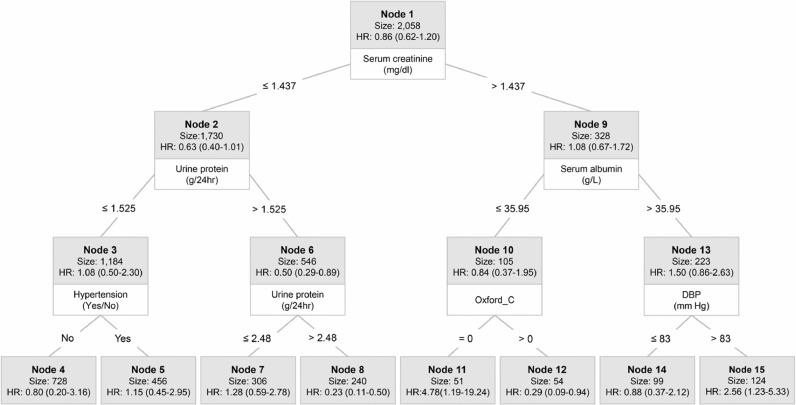 Node 1
Size: 2,058
HR: 0.86 (0.62-1.20)
Serum creatinine
(mg/dl)
≤ 1.437
> 1.437
Node 2
Size:1,730
HR: 0.63 (0.40-1.01)
Urine protein
(g/24hr)
Node 9
Size: 328
HR: 1.08 (0.67-1.72)
Serum albumin
(g/L)
≤ 1.525
> 1.525
≤ 35.95
> 35.95
Node 3
Size: 1,184
HR: 1.08 (0.50-2.30)
Hypertension
(Yes/No)
Node 6
Size: 546
HR: 0.50 (0.29-0.89)
Urine protein
(g/24hr)
Node 10
Size: 105
HR: 0.84 (0.37-1.95)
Oxford_C
Node 13
Size: 223
HR: 1.50 (0.86-2.63)
DBP
(mm Hg)
No
Yes
≤ 2.48
> 2.48
= 0
> 0
≤ 83
> 83
Node 4
Size: 728
HR: 0.80 (0.20-3.16)
Node 5
Size: 456
HR: 1.15 (0.45-2.95)
Node 7
Size: 306
HR: 1.28 (0.59-2.78)
Node 8
Size: 240
HR: 0.23 (0.11-0.50)
Node 11
Size: 51
HR:4.78(1.19-19.24)
Node 12
Size: 54
HR: 0.29 (0.09-0.94)
Node 14
Size: 99
HR: 0.88 (0.37-2.12)
Node 15
Size: 124
HR: 2.56 (1.23-5.33)